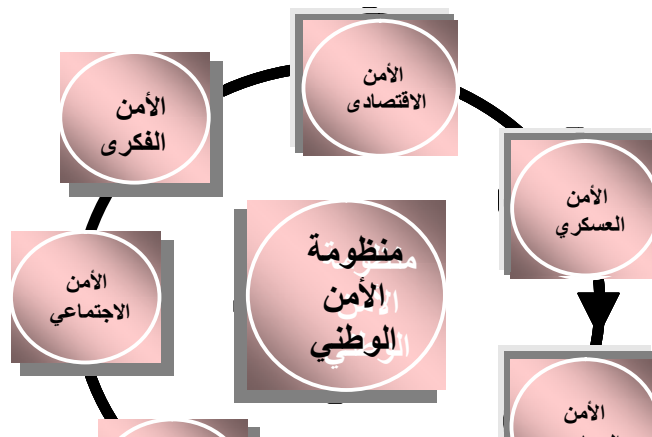 الأمن
الاقتصادى
الأمن
الفكرى
الأمن
العسكري
منظومة
الأمن
الوطني
الأمن
الاجتماعي
الأمن